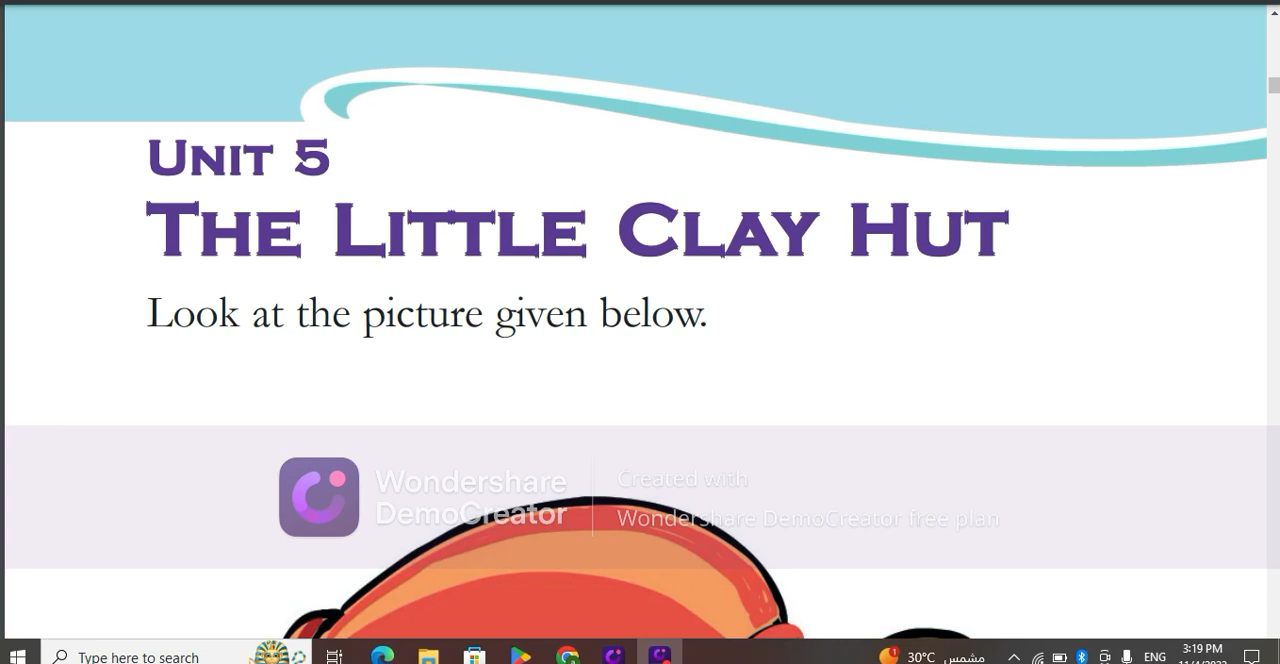 Unit 5
The Little Clay Hut
Look at the picture given below.
Wondershare
DemoCreator
Created with
Wondershare DemoCreator free plan
Type here to search
1
30°C مشمس
ENG
3:19 PM